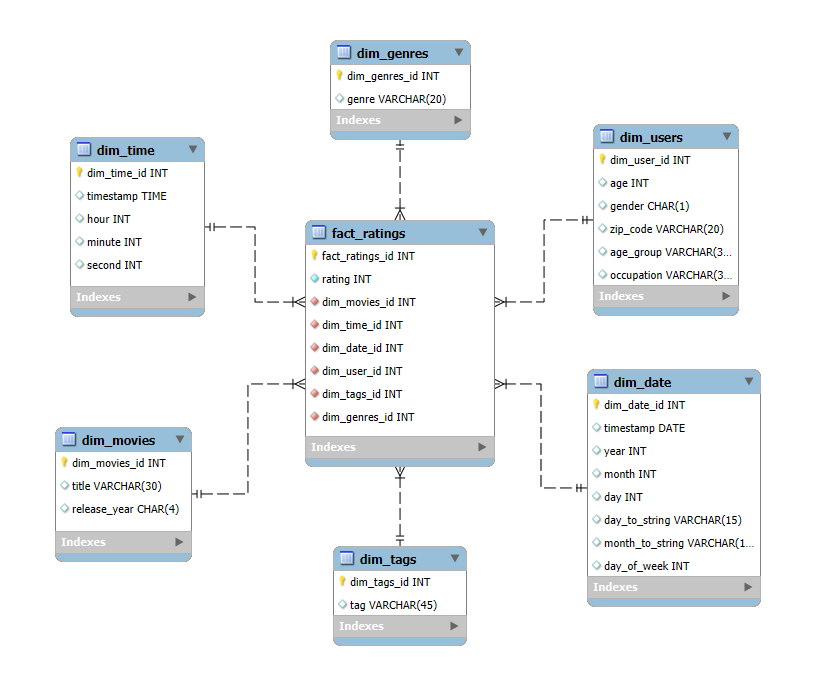 dim_genres
dim_genres_id INT
genre VARCHAR(20)
Indexes
dim_time
dim_time_id INT
timestamp TIME
hour INT
minute INT
second INT
Indexes
dim_users
dim_user_id INT
age INT
gender CHAR(1)
zip_code VARCHAR(20)
age_group VARCHAR(3...
occupation VARCHAR(3...
Indexes
fact_ratings
fact_ratings_id INT
rating INT
dim_movies_id INT
dim_time_id INT
dim_date_id INT
dim_user_id INT
dim_tags_id INT
dim_genres_id INT
Indexes
dim_date
dim_date_id INT
timestamp DATE
year INT
month INT
day INT
day_to_string VARCHAR(15)
month_to_string VARCHAR(1...
day_of_week INT
Indexes
dim_movies
dim_movies_id INT
title VARCHAR(30)
release_year CHAR(4)
Indexes
dim_tags
dim_tags_id INT
tag VARCHAR(45)
Indexes